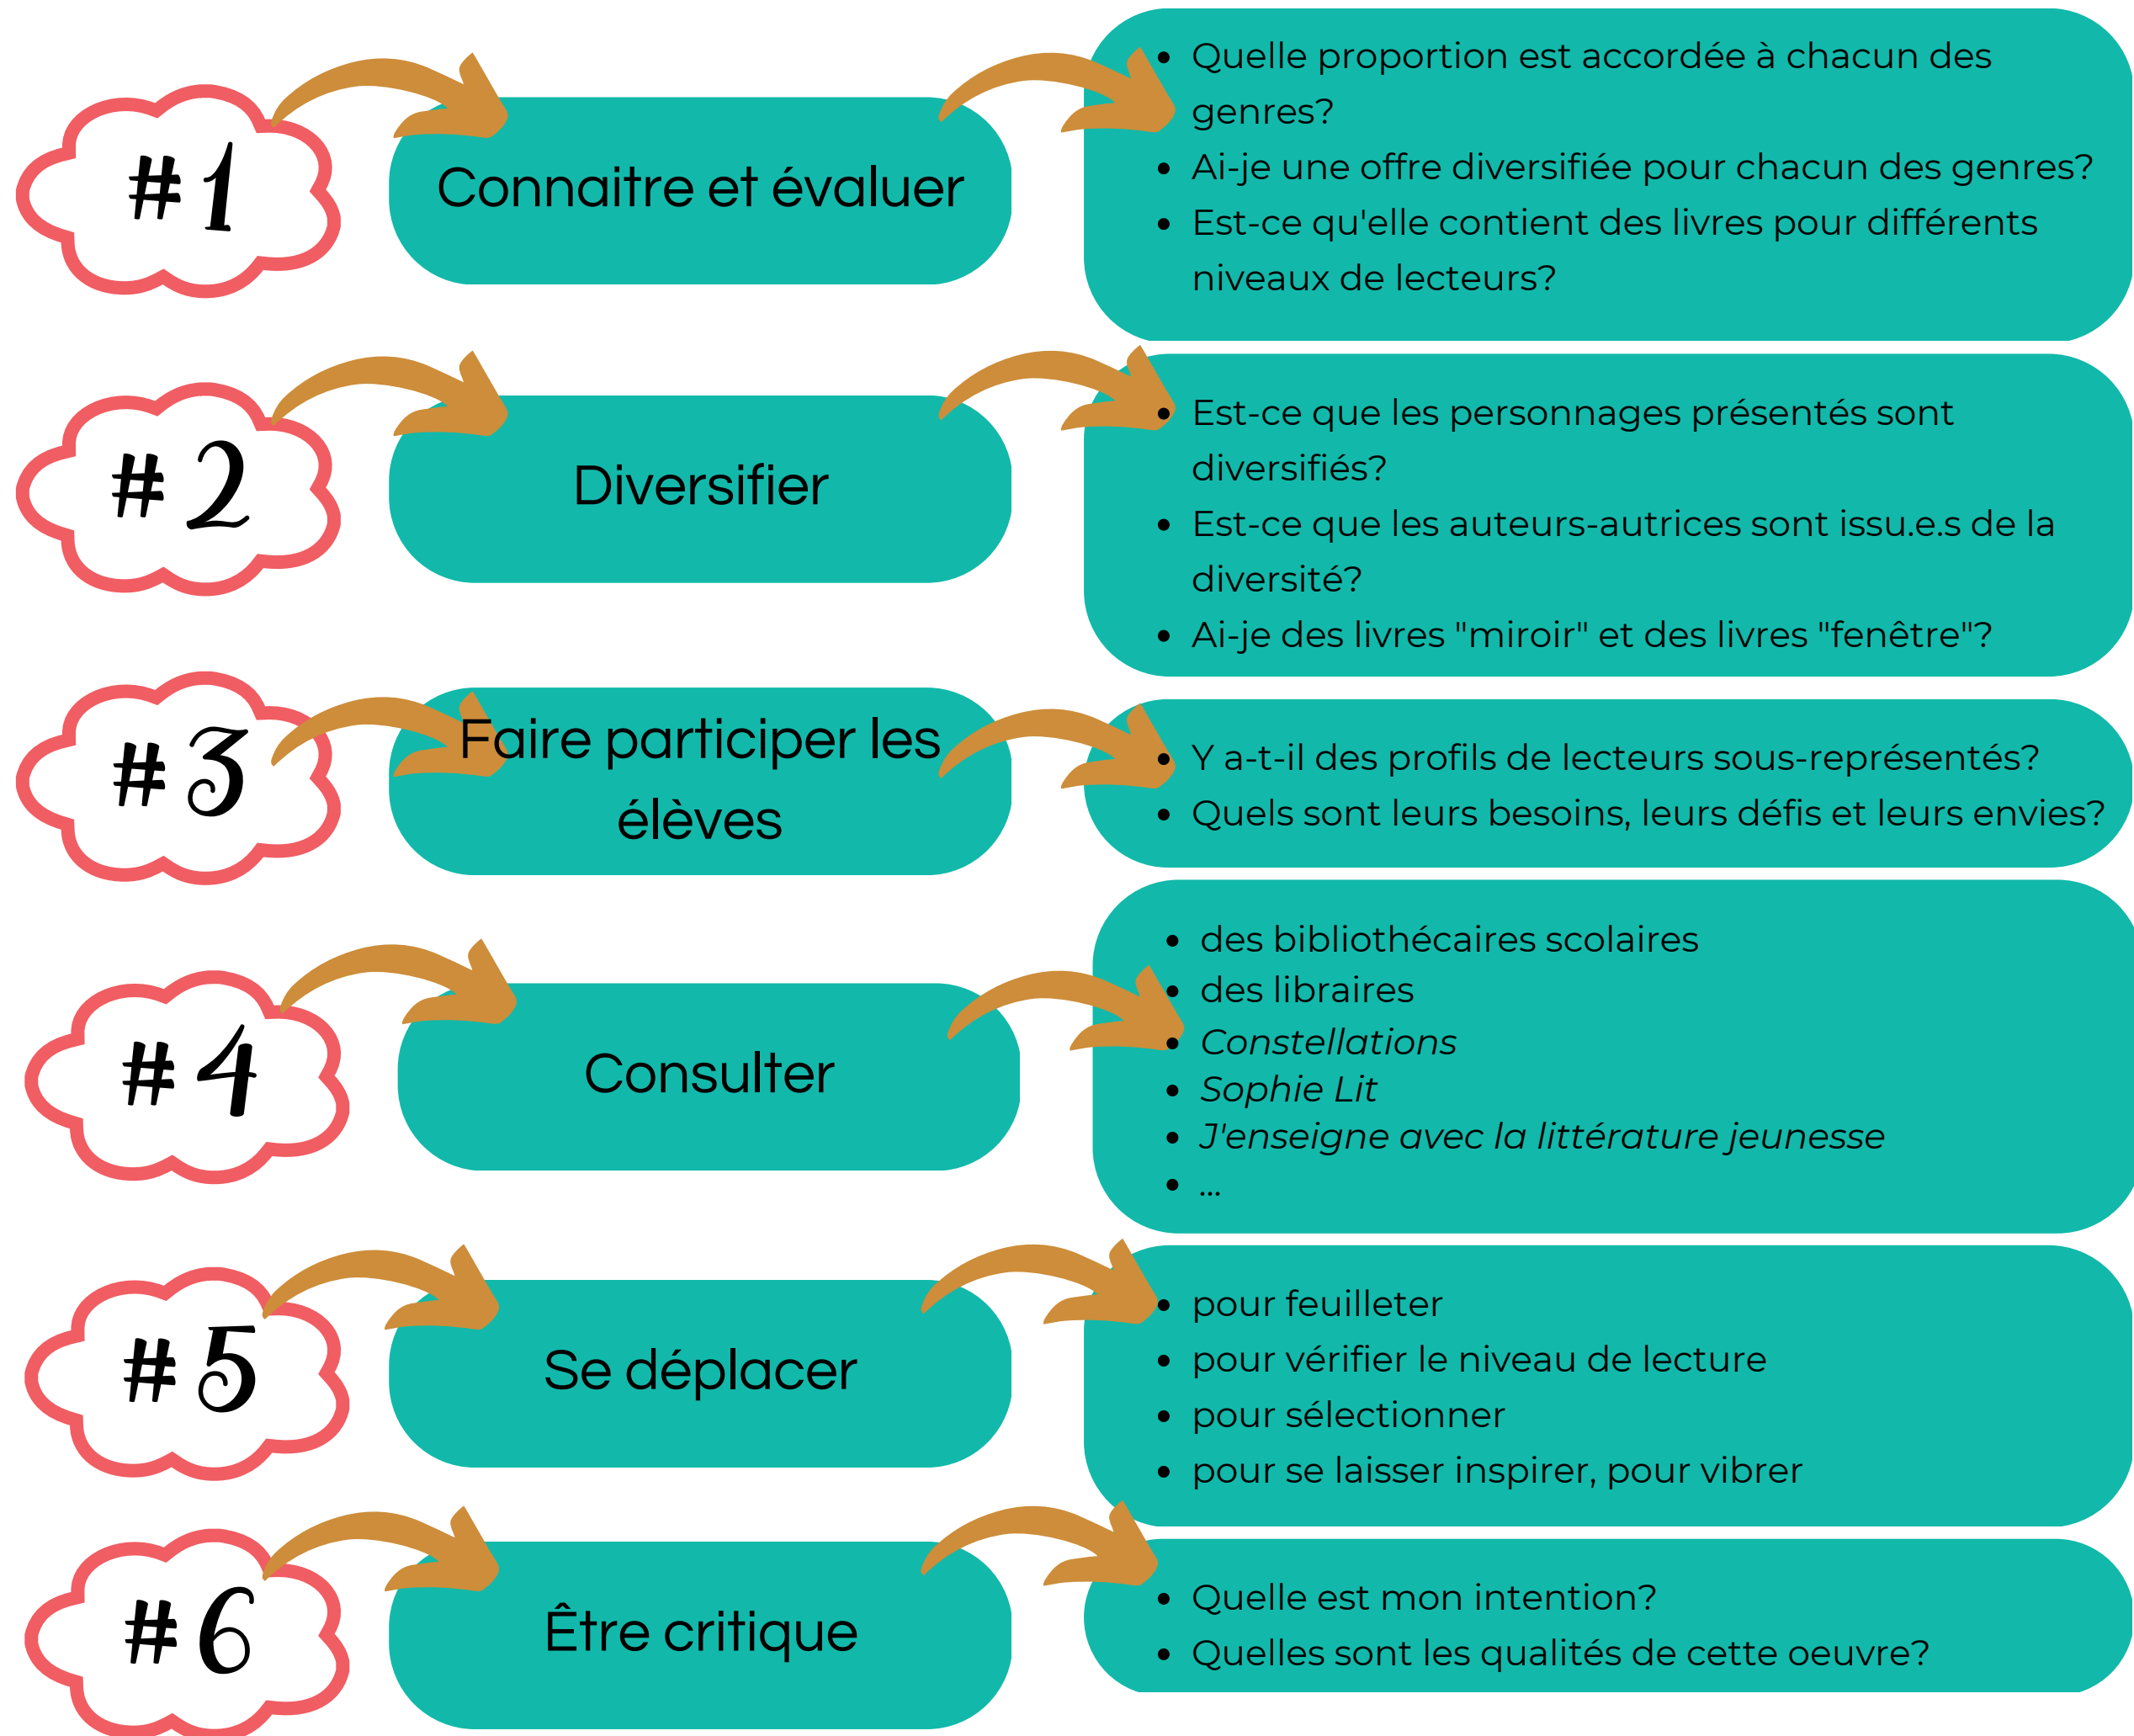 #1
Connaitre et évaluer
• Quelle proportion est accordée à chacun des
genres?
• Ai-je une offre diversifiée pour chacun des genres?
• Est-ce qu'elle contient des livres pour différents
niveaux de lecteurs?
#2
Diversifier
• Est-ce que les personnages présentés sont
diversifiés?
• Est-ce que les auteurs-autrices sont issu.e.s de la
diversité?
• Ai-je des livres "miroir" et des livres "fenêtre"?
#3
Faire participer les
élèves
• Y a-t-il des profils de lecteurs sous-représentés?
• Quels sont leurs besoins, leurs défis et leurs envies?
#4
Consulter
• des bibliothécaires scolaires
• des libraires
• Constellations
• Sophie Lit
• J'enseigne avec la littérature jeunesse
• ...
#5
Se déplacer
• pour feuilleter
• pour vérifier le niveau de lecture
• pour sélectionner
• pour se laisser inspirer, pour vibrer
#6
Être critique
• Quelle est mon intention?
• Quelles sont les qualités de cette oeuvre?